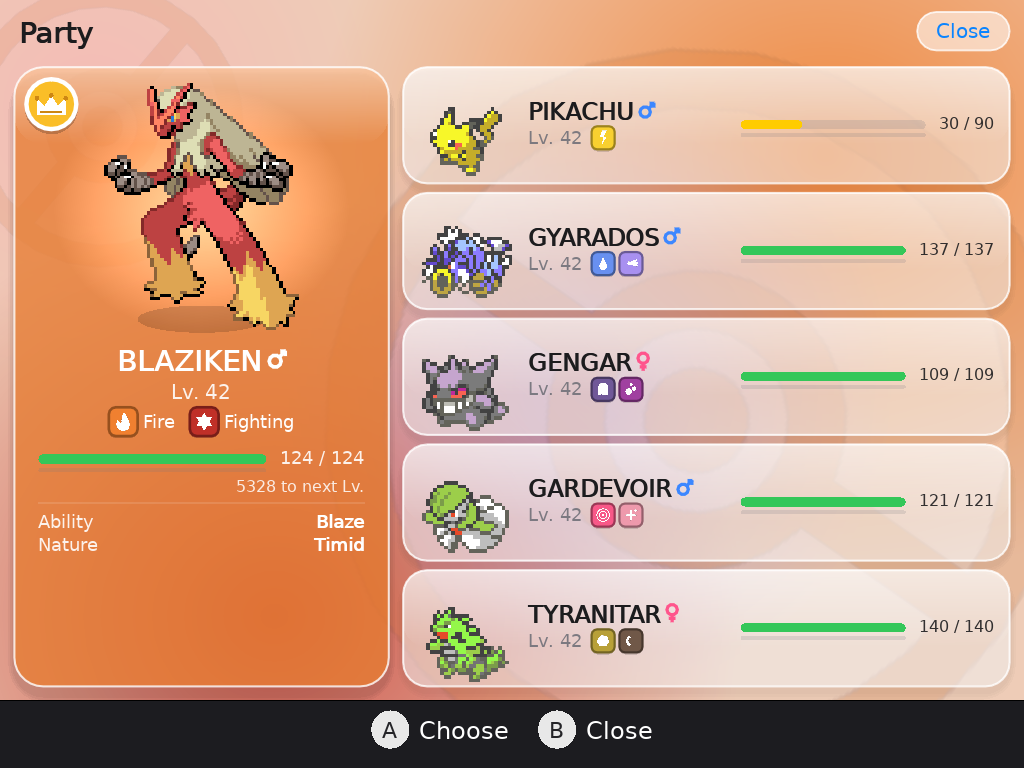 Party
Close
BLAZIKEN♂
Lv. 42
Fire Fighting
124 / 124
5328 to next Lv.
Ability Blaze
Nature Timid
PIKACHU♂
Lv. 42
30 / 90
GYARADOS♂
Lv. 42
137 / 137
GENGAR♀
Lv. 42
109 / 109
GARDEVOIR♂
Lv. 42
121 / 121
TYRANITAR♀
Lv. 42
140 / 140
A Choose B Close